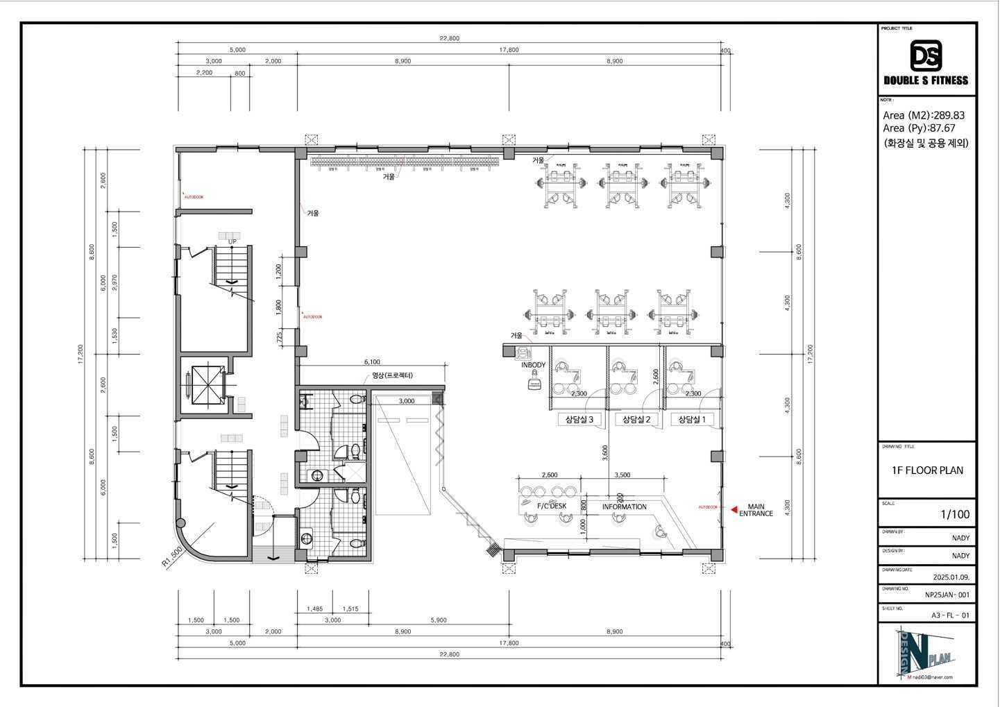 22,800
5,000
17,800
400
3,000
2,000
8,900
8,900
2,200
800
거울
거울
AUTODOOR
거울
UP
2,600
1,500
8,600
6,000
2,970
1,530
17,200
2,600
1,500
8,600
6,000
1,500
1,200
1,800
725
AUTODOOR
4,300
8,600
4,300
17,200
4,300
8,600
4,300
거울
INBODY
6,100
영상(프로젝터)
3,000
2,600
2,300
2,300
상담실 3
상담실 2
상담실 1
3,600
2,600
3,500
F/C DESK
800
1,200
INFORMATION
1,000
AUTODOOR
MAIN
ENTRANCE
R1,500
1,485
1,515
1,500
1,500
3,000
5,900
3,000
2,000
8,900
8,900
5,000
17,800
400
22,800
PROJECT TITLE
DS
DOUBLE S FITNESS
NOTE :
Area (M2):289.83
Area (Py):87.67
(화장실 및 공용 제외)
DRAWING TITLE
1F FLOOR PLAN
SCALE
1/100
DRAWN BY :
NADY
DESIGN BY :
NADY
DRAWING DATE
2025.01.09.
DRAWING NO.
NP25JAN- 001
SHEET NO.
A3 - FL - 01
DESIGN
N PLAN
M nadi03@naver.com